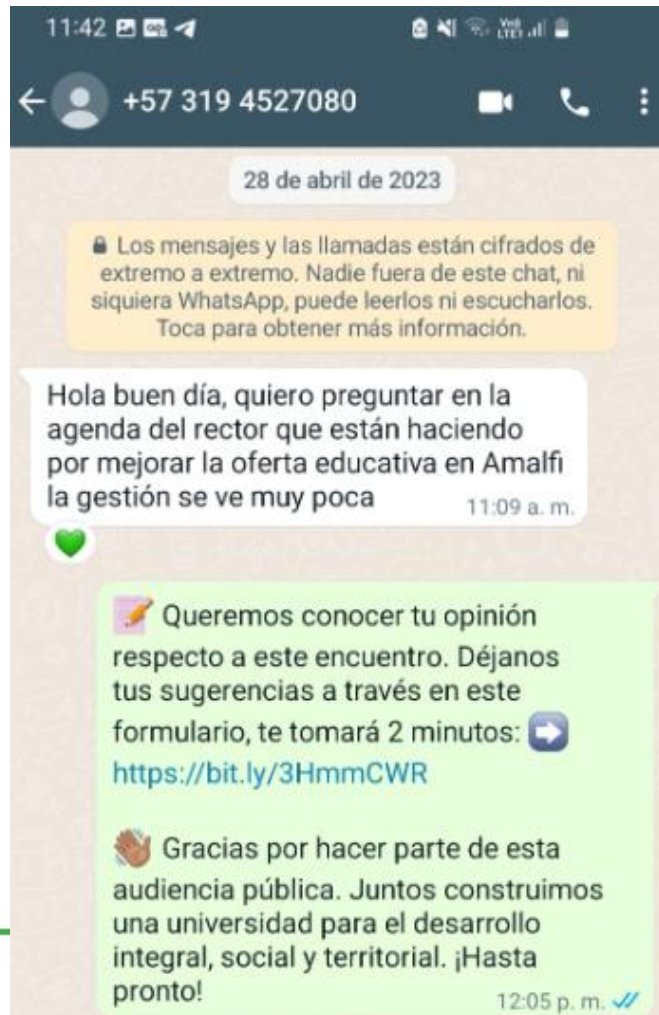 11:42
+57 319 4527080
28 de abril de 2023
Los mensajes y las llamadas están cifrados de
extremo a extremo. Nadie fuera de este chat, ni
siquiera WhatsApp, puede leerlos ni escucharlos.
Toca para obtener más información.
Hola buen día, quiero preguntar en la
agenda del rector que están haciendo
por mejorar la oferta educativa en Amalfi
la gestión se ve muy poca
11:09 a. m.
Queremos conocer tu opinión
respecto a este encuentro. Déjanos
tus sugerencias a través en este
formulario, te tomará 2 minutos:
https://bit.ly/3HmmCWR
Gracias por hacer parte de esta
audiencia pública. Juntos construimos
una universidad para el desarrollo
integral, social y territorial. ¡Hasta
pronto!
12:05 p. m.